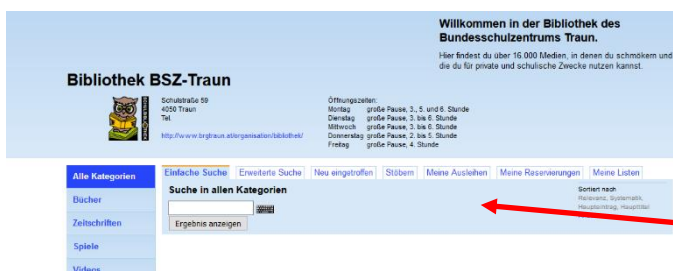 Willkommen in der Bibliothek des
Bundesschulzentrums Traun.
Hier findest du über 16.000 Medien, in denen du schmökern und
die du für private und schulische Zwecke nutzen kannst.
Bibliothek BSZ-Traun
Schulstraße 59
4050 Traun
Tel.
http://www.brgtraun.at/organisation/bibliothek/
Öffnungszeiten:
Montag große Pause, 3., 5. und 6. Stunde
Dienstag große Pause, 3. bis 6. Stunde
Mittwoch große Pause, 3. bis 6. Stunde
Donnerstag große Pause, 2. bis 5. Stunde
Freitag große Pause, 4. Stunde
Alle Kategorien
Bücher
Zeitschriften
Spiele
Videos
Einfache Suche Erweiterte Suche Neu eingetroffen Stöbern Meine Ausleihen Meine Reservierungen Meine Listen
Suche in allen Kategorien
Ergebnis anzeigen
Sortiert nach
Relevanz, Systematik,
Haupteintrag, Haupttitel